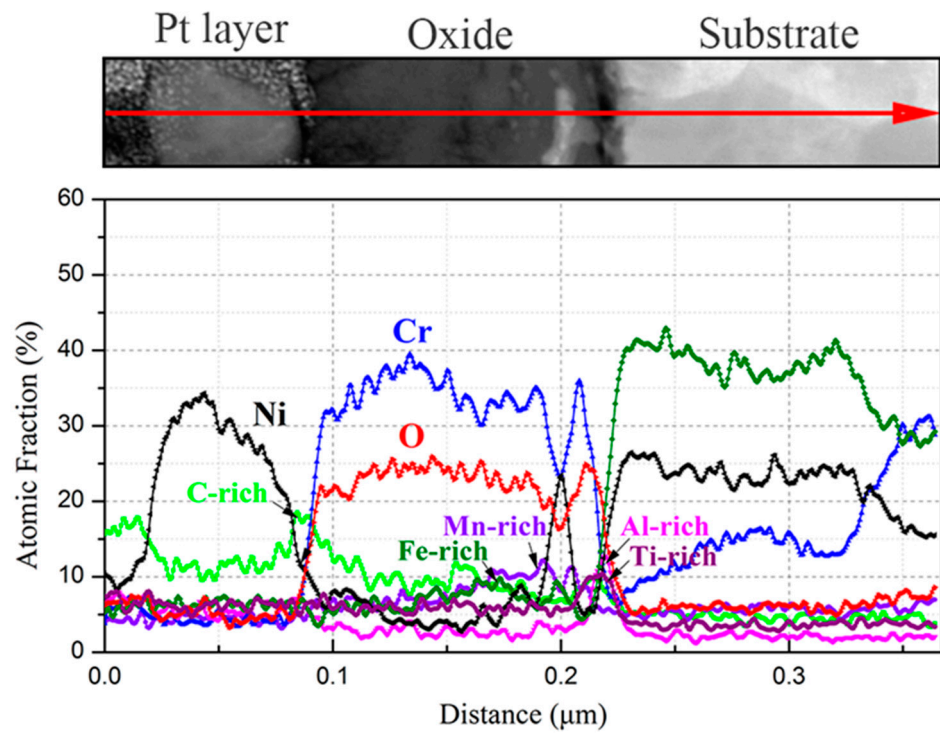 Pt layer Oxide Substrate
60
50
40
30
20
10
0
Atomic Fraction (%)
Cr
Ni
O
C-rich
Mn-rich Al-rich
Fe-rich Ti-rich
0.0 0.1 0.2 0.3
Distance (μm)